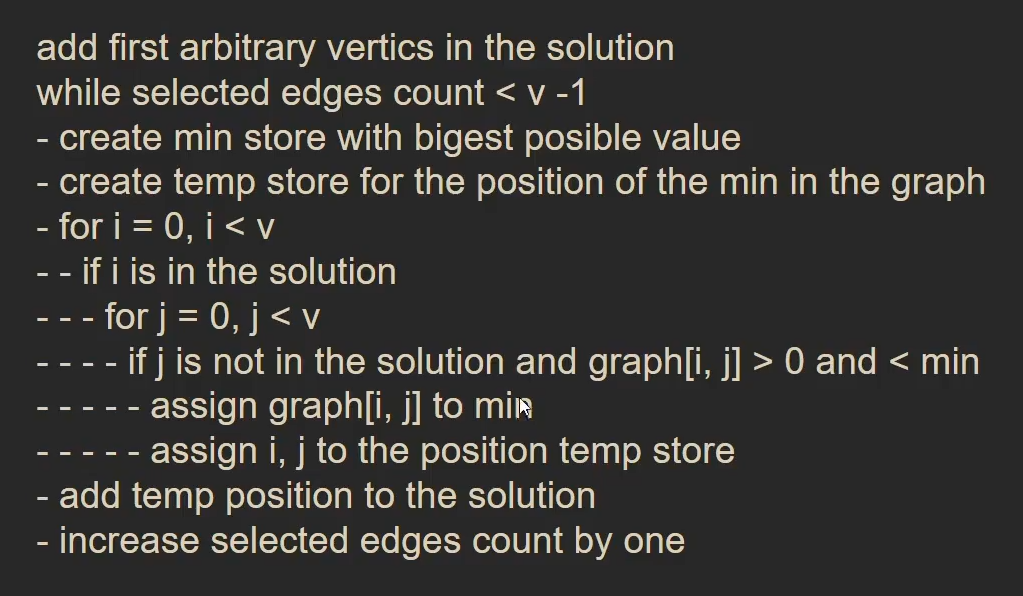 add first arbitrary vertics in the solution
while selected edges count < v -1
- create min store with bigest posible value
- create temp store for the position of the min in the graph
- for i = 0, i < v
- - if i is in the solution
- - - for j = 0, j < v
- - - - if j is not in the solution and graph[i, j] > 0 and < min
- - - - - assign graph[i, j] to min
- - - - - assign i, j to the position temp store
- add temp position to the solution
- increase selected edges count by one